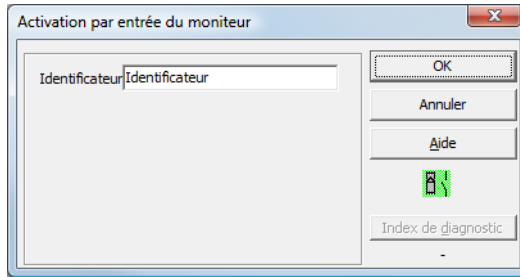 Activation par entrée du moniteur
Identificateur Identificateur
OK
Annuler
Aide
Index de diagnostic
-